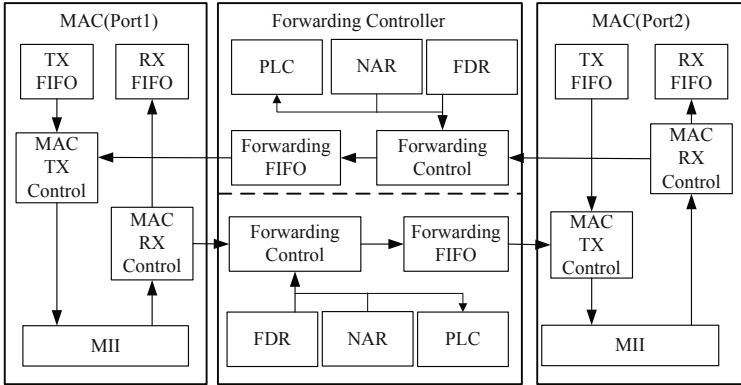 MAC(Port1)
TX
FIFO
RX
FIFO
MAC
TX
Control
MAC
RX
Control
MII
Forwarding Controller
PLC
NAR
FDR
Forwarding
FIFO
Forwarding
Control
Forwarding
Control
Forwarding
FIFO
FDR
NAR
PLC
MAC(Port2)
TX
FIFO
RX
FIFO
MAC
RX
Control
MAC
TX
Control
MII